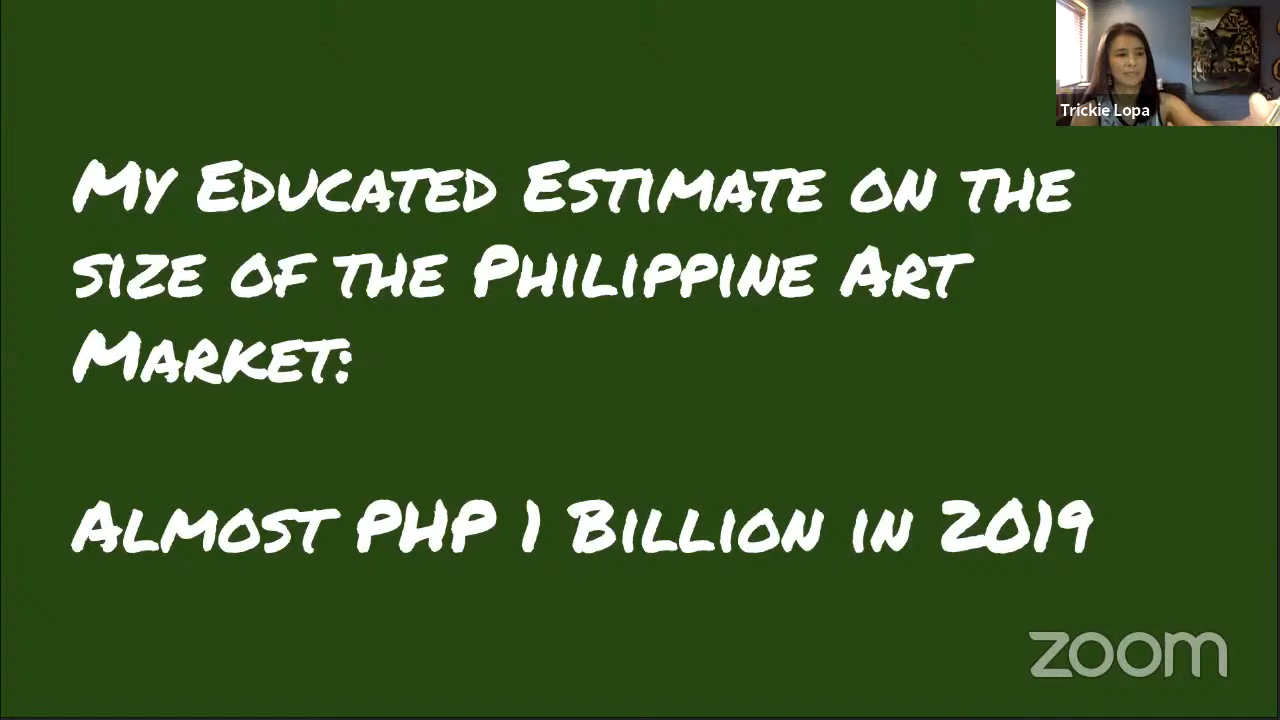 Trickie Lopa
My Educated Estimate on the
size of the Philippine Art
Market:
Almost PHP 1 Billion in 2019
zoom